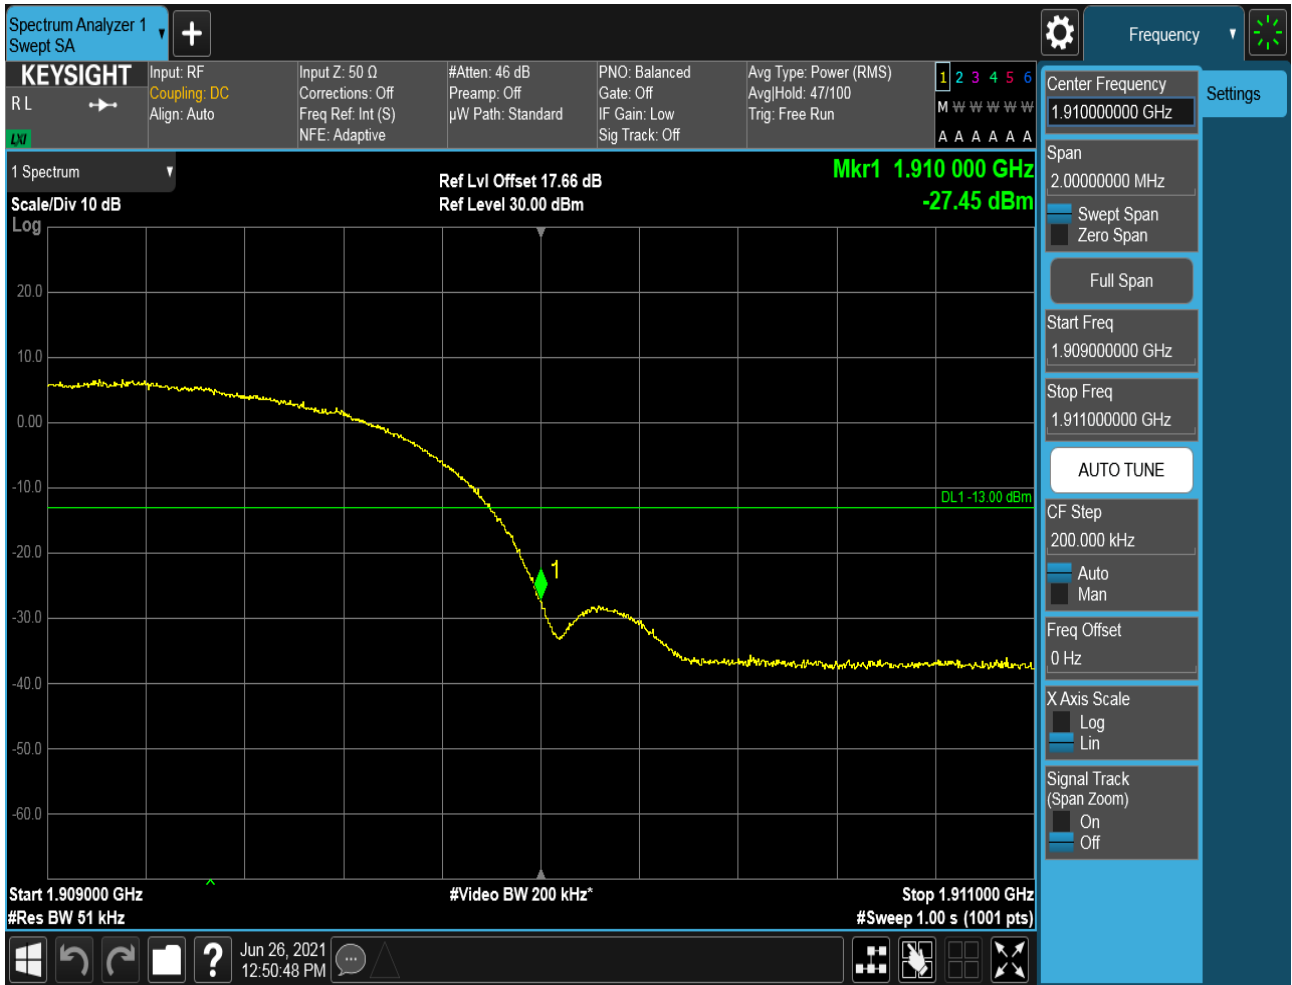 Spectrum Analyzer 1
Swept SA
Frequency
KEYSIGHT
R L
LXI
Input: RF
Coupling: DC
Align: Auto
Input Z: 50 Ω
Corrections: Off
Freq Ref: Int (S)
NFE: Adaptive
#Atten: 46 dB
Preamp: Off
µW Path: Standard
PNO: Balanced
Gate: Off
IF Gain: Low
Sig Track: Off
Avg Type: Power (RMS)
Avg|Hold: 47/100
Trig: Free Run
1 2 3 4 5 6
M W W W W W
A A A A A A
1 Spectrum
Scale/Div 10 dB
Log
Ref Lvl Offset 17.66 dB
Ref Level 30.00 dBm
Mkr1 1.910 000 GHz
-27.45 dBm
20.0
10.0
0.00
-10.0
-20.0
-30.0
-40.0
-50.0
-60.0
DL1 -13.00 dBm
1
Start 1.909000 GHz
#Res BW 51 kHz
#Video BW 200 kHz*
Stop 1.911000 GHz
#Sweep 1.00 s (1001 pts)
Jun 26, 2021
12:50:48 PM
Center Frequency
1.910000000 GHz
Settings
Span
2.00000000 MHz
Swept Span
Zero Span
Full Span
Start Freq
1.909000000 GHz
Stop Freq
1.911000000 GHz
AUTO TUNE
CF Step
200.000 kHz
Auto
Man
Freq Offset
0 Hz
X Axis Scale
Log
Lin
Signal Track
(Span Zoom)
On
Off